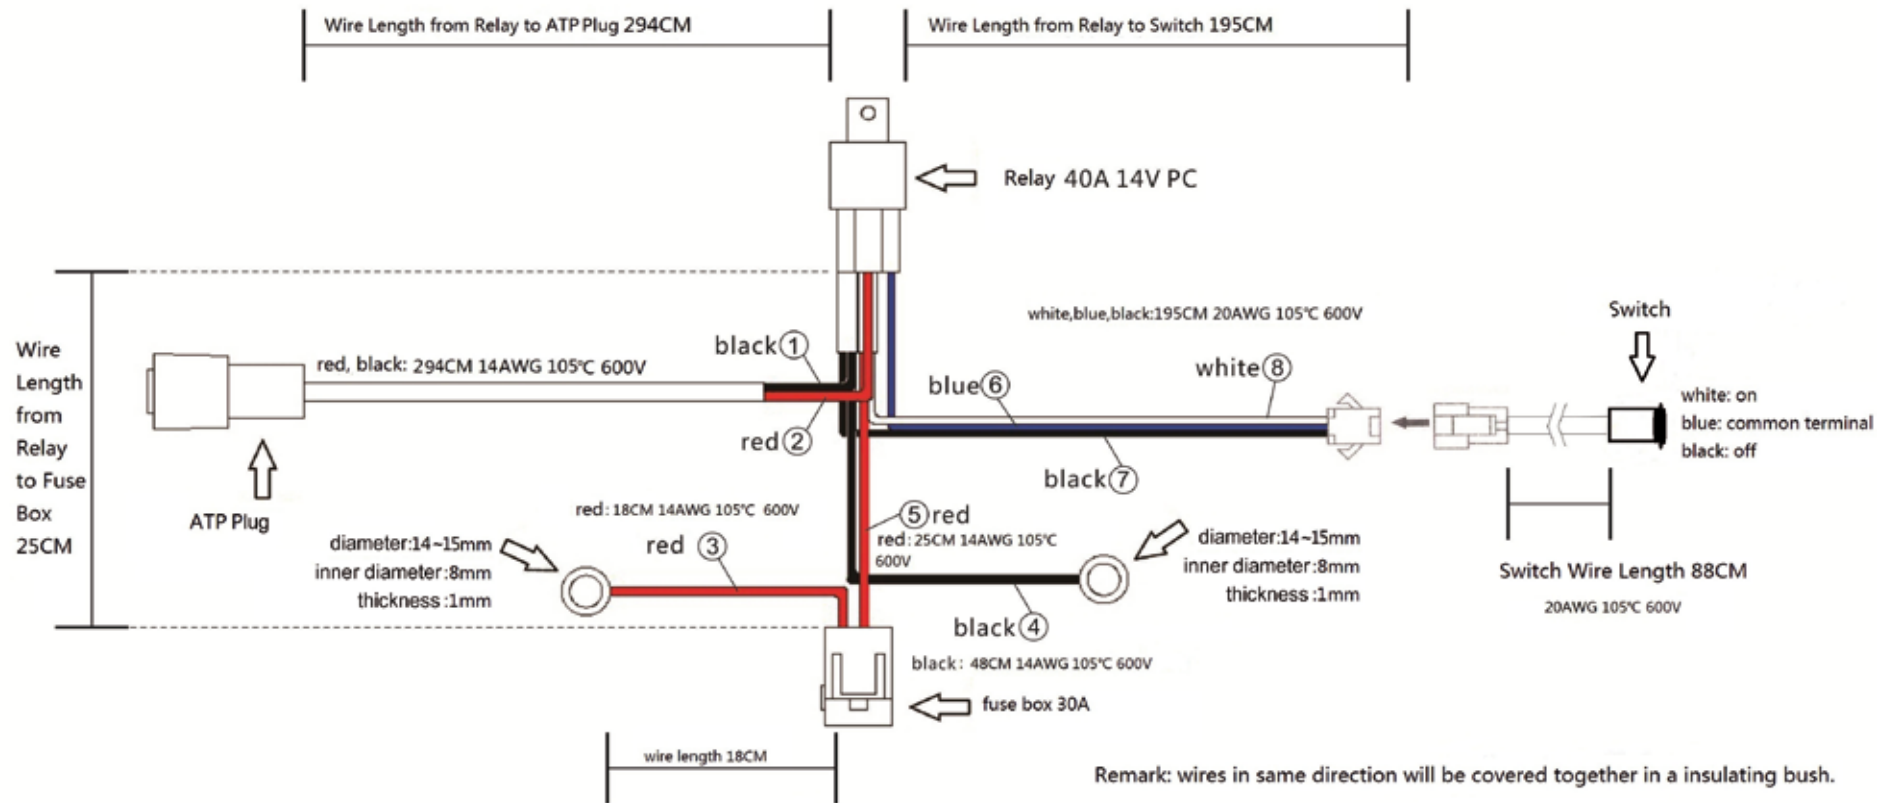 Wire Length from Relay to ATP Plug 294CM
Wire Length from Relay to Switch 195CM
Relay 40A 14V PC
white,blue,black:195CM 20AWG 105℃ 600V
Switch
Wire
Length
from
Relay
to Fuse
Box
25CM
red, black: 294CM 14AWG 105℃ 600V
black①
blue⑥
white⑧
white: on
blue: common terminal
black: off
red②
black⑦
ATP Plug
red:18CM 14AWG 105℃ 600V
⑤red
red ③
red:25CM 14AWG 105℃
600V
diameter:14~15mm
inner diameter:8mm
thickness:1mm
diameter:14~15mm
inner diameter:8mm
thickness:1mm
Switch Wire Length 88CM
20AWG 105℃ 600V
black④
black: 48CM 14AWG 105℃ 600V
fuse box 30A
wire length 18CM
Remark: wires in same direction will be covered together in a insulating bush.